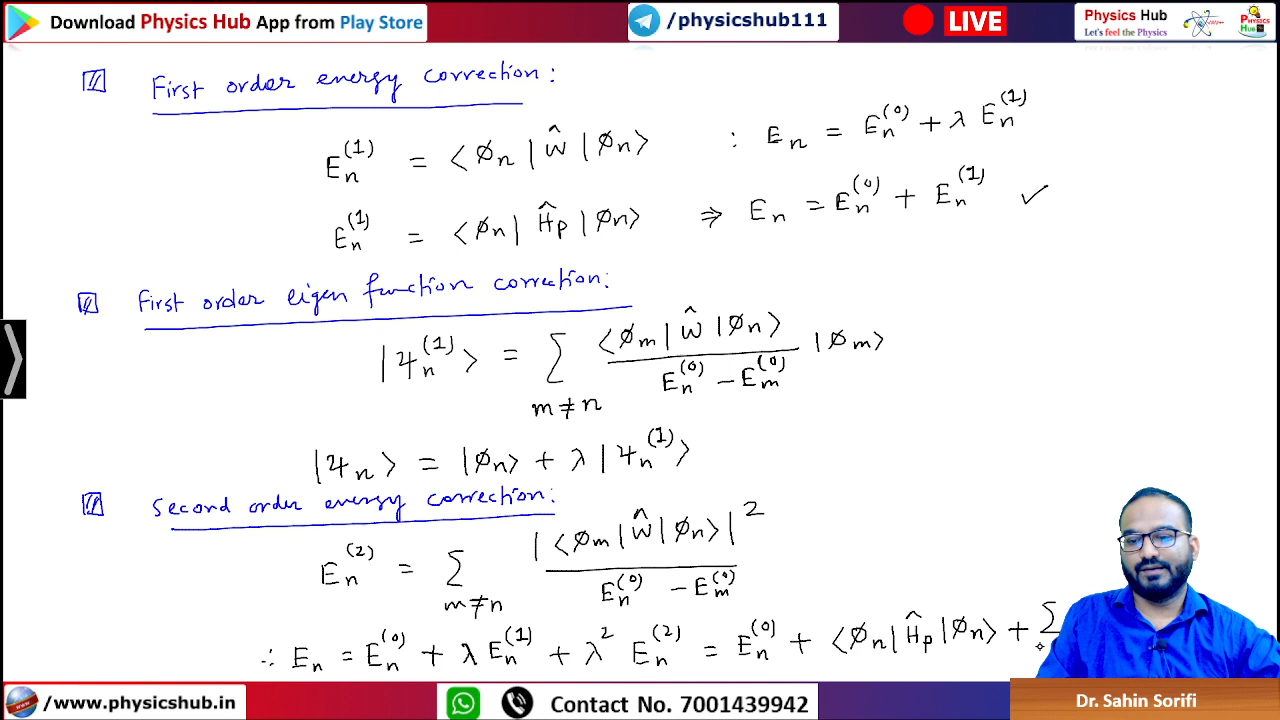 Download Physics Hub App from Play Store
/physicshub111
LIVE
Physics Hub
Let's feel the Physics
PHYSICS HUB
First order energy correction:
E_n^(1) = ⟨ϕ_n | Ŵ | ϕ_n⟩ : E_n = E_n^(0) + λ E_n^(1)
E_n^(1) = ⟨ϕ_n | Ĥ_p | ϕ_n⟩ ⇒ E_n = E_n^(0) + E_n^(1) ✓
First order eigen function correction:
|Ψ_n^(1)⟩ = Σ_{m≠n} ⟨ϕ_m | Ŵ | ϕ_n⟩ / (E_n^(0) − E_m^(0)) |ϕ_m⟩
|Ψ_n⟩ = |ϕ_n⟩ + λ |Ψ_n^(1)⟩
Second order energy correction:
E_n^(2) = Σ_{m≠n} |⟨ϕ_m | Ŵ | ϕ_n⟩|^2 / (E_n^(0) − E_m^(0))
∴ E_n = E_n^(0) + λ E_n^(1) + λ^2 E_n^(2) = E_n^(0) + ⟨ϕ_n | Ĥ_p | ϕ_n⟩ + Σ
/www.physicshub.in
Contact No. 7001439942
Dr. Sahin Sorifi